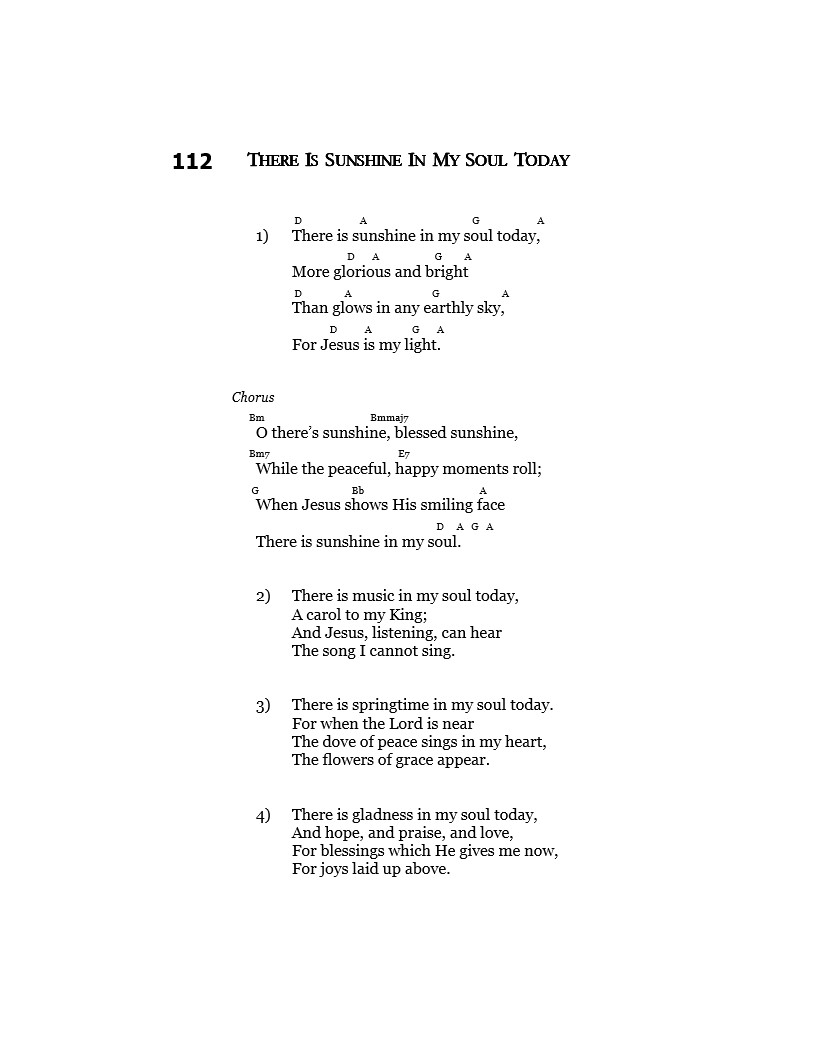 112 There Is Sunshine In My Soul Today
D A G A
1) There is sunshine in my soul today,
D A G A
More glorious and bright
D A G A
Than glows in any earthly sky,
D A G A
For Jesus is my light.
Chorus
Bm Bmmaj7
O there’s sunshine, blessed sunshine,
Bm7 E7
While the peaceful, happy moments roll;
G Bb A
When Jesus shows His smiling face
D A G A
There is sunshine in my soul.
2) There is music in my soul today,
A carol to my King;
And Jesus, listening, can hear
The song I cannot sing.
3) There is springtime in my soul today.
For when the Lord is near
The dove of peace sings in my heart,
The flowers of grace appear.
4) There is gladness in my soul today,
And hope, and praise, and love,
For blessings which He gives me now,
For joys laid up above.